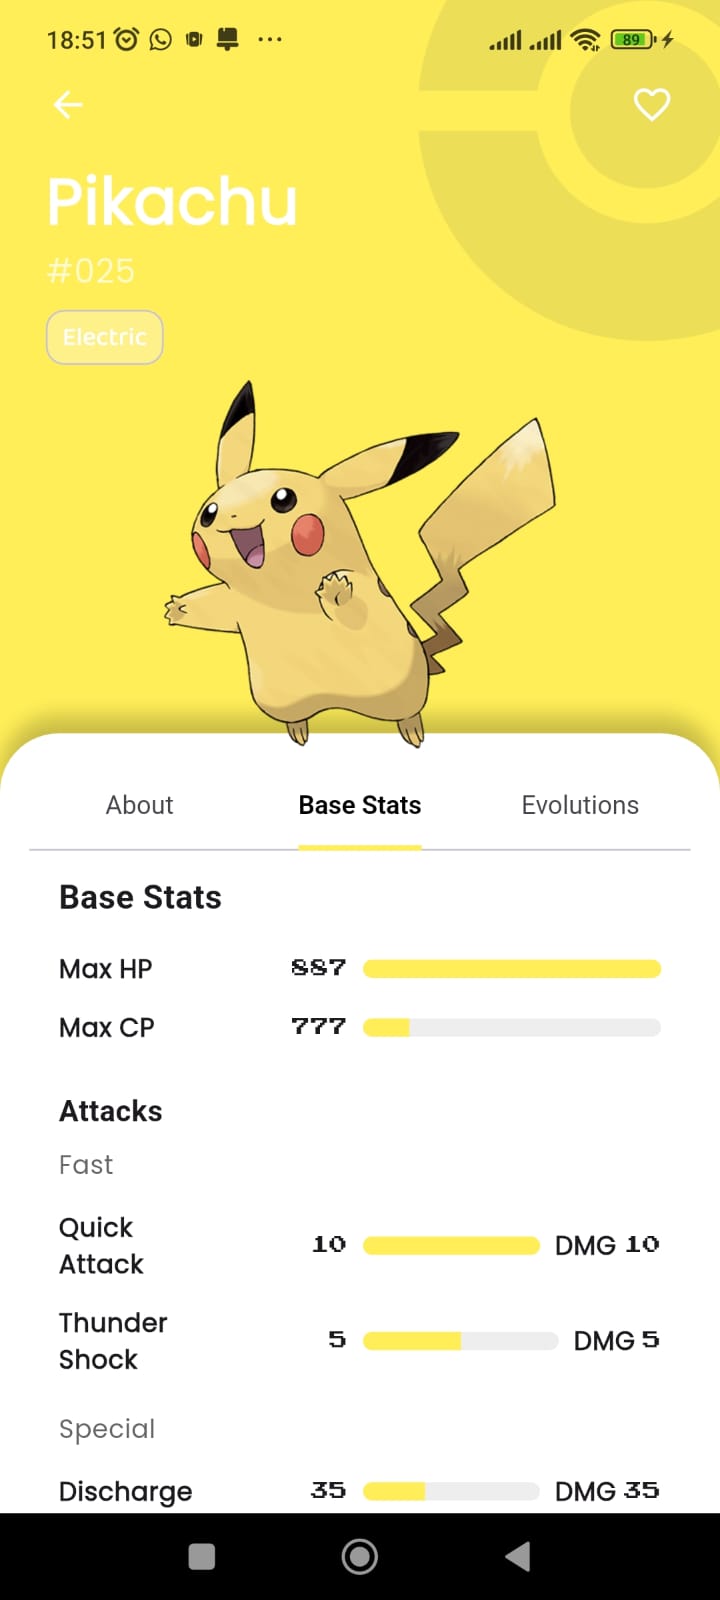 18:51
89
Pikachu
#025
Electric
About Base Stats Evolutions
Base Stats
Max HP 887
Max CP 777
Attacks
Fast
Quick
Attack 10 DMG 10
Thunder
Shock 5 DMG 5
Special
Discharge 35 DMG 35